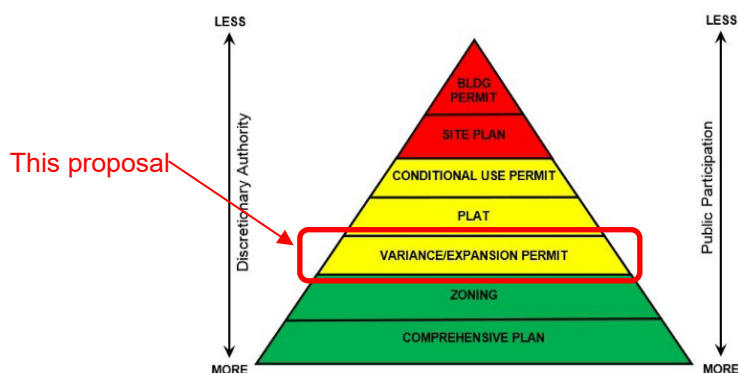 LESS
LESS
BLDG
PERMIT
SITE PLAN
This proposal
Discretionary Authority
Public Participation
CONDITIONAL USE PERMIT
PLAT
VARIANCE/EXPANSION PERMIT
ZONING
COMPREHENSIVE PLAN
MORE
MORE